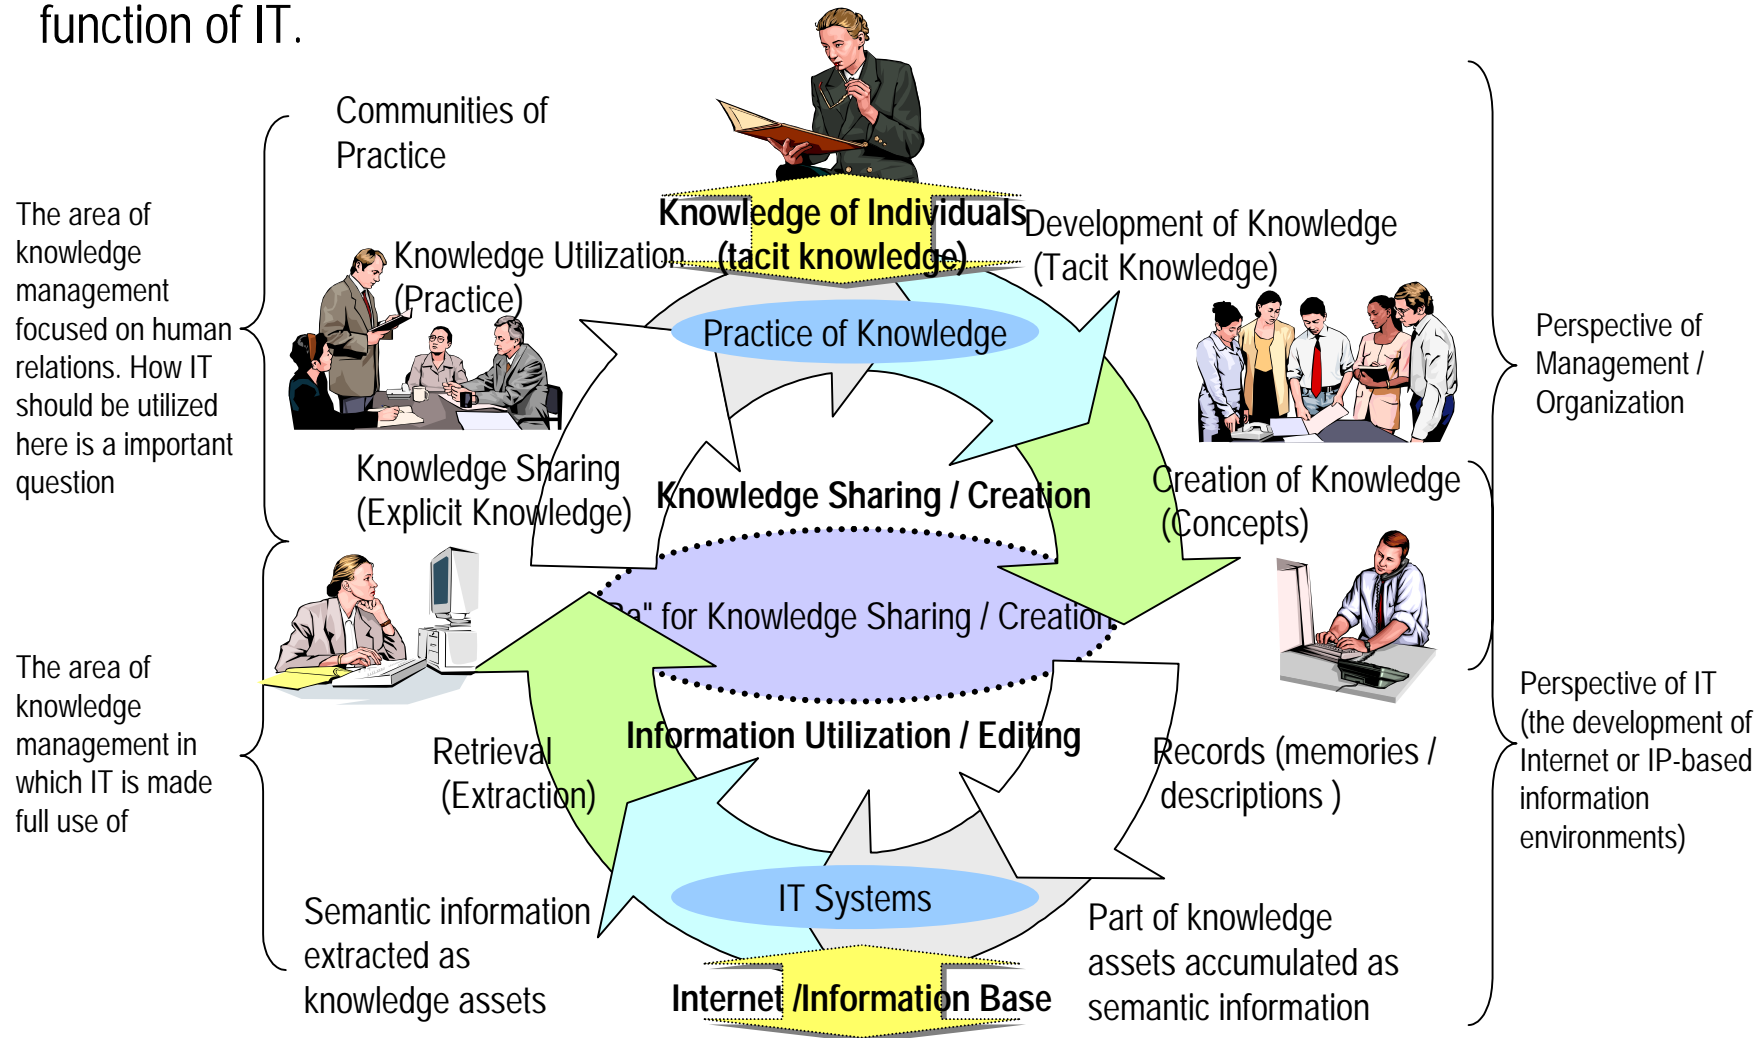 function of IT.
Communities of
Practice
The area of
knowledge
management
focused on human
relations. How IT
should be utilized
here is a important
question
Knowledge of Individuals
(tacit knowledge)
Development of Knowledge
(Tacit Knowledge)
Knowledge Utilization
(Practice)
Practice of Knowledge
Perspective of
Management /
Organization
Knowledge Sharing
(Explicit Knowledge)
Knowledge Sharing / Creation
Creation of Knowledge
(Concepts)
a" for Knowledge Sharing / Creation
The area of
knowledge
management in
which IT is made
full use of
Information Utilization / Editing
Retrieval
(Extraction)
Records (memories /
descriptions )
Perspective of IT
(the development of
Internet or IP-based
information
environments)
IT Systems
Semantic information
extracted as
knowledge assets
Part of knowledge
assets accumulated as
semantic information
Internet /Information Base